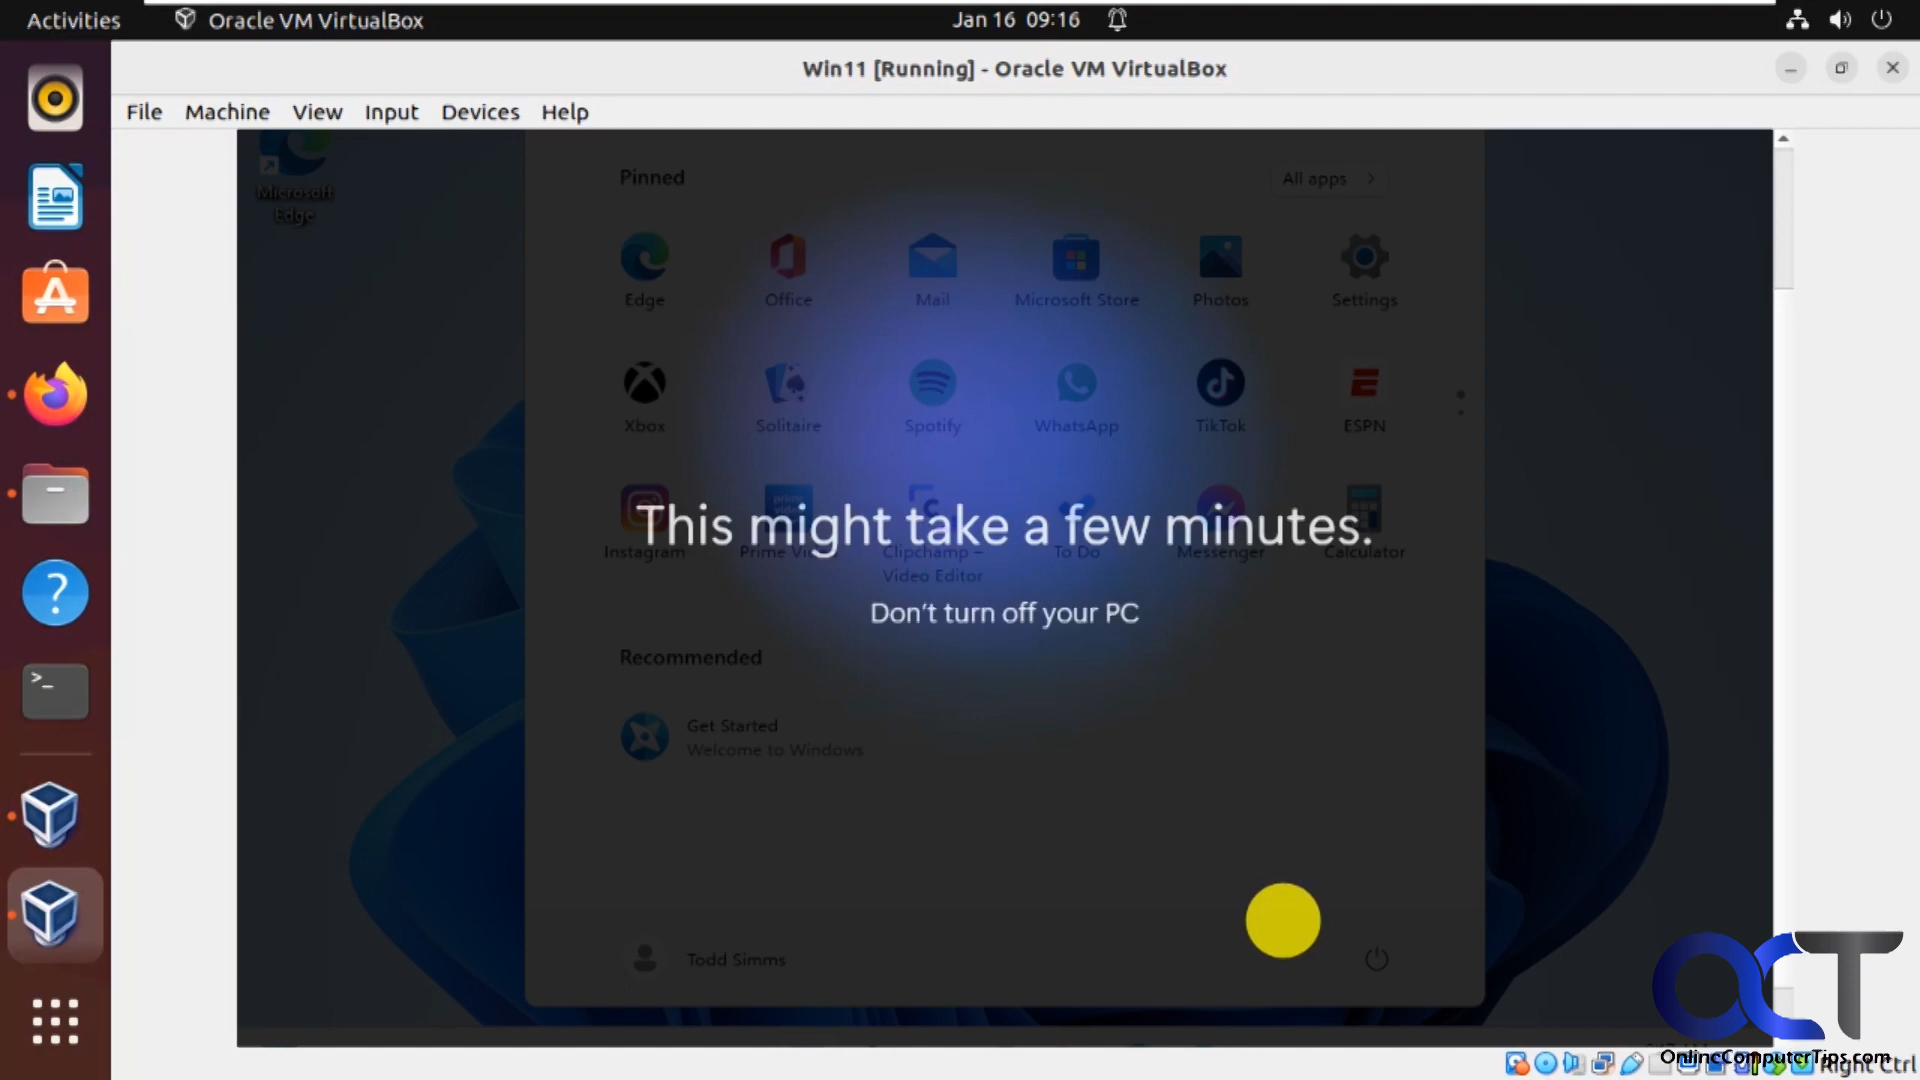 Activities
Oracle VM VirtualBox
Jan 16 09:16
Win11 [Running] - Oracle VM VirtualBox
File Machine View Input Devices Help
Microsoft
Edge
Pinned
All apps
Edge
Office
Mail
Microsoft Store
Photos
Settings
Xbox
Solitaire
Spotify
WhatsApp
TikTok
ESPN
This might take a few minutes.
Instagram
Prime
Clipchamp –
Video Editor
To Do
Messenger
Calculator
Don't turn off your PC
Recommended
Get Started
Welcome to Windows
Todd Simms
OCT
OnlineComputerTips.com
Right Ctrl